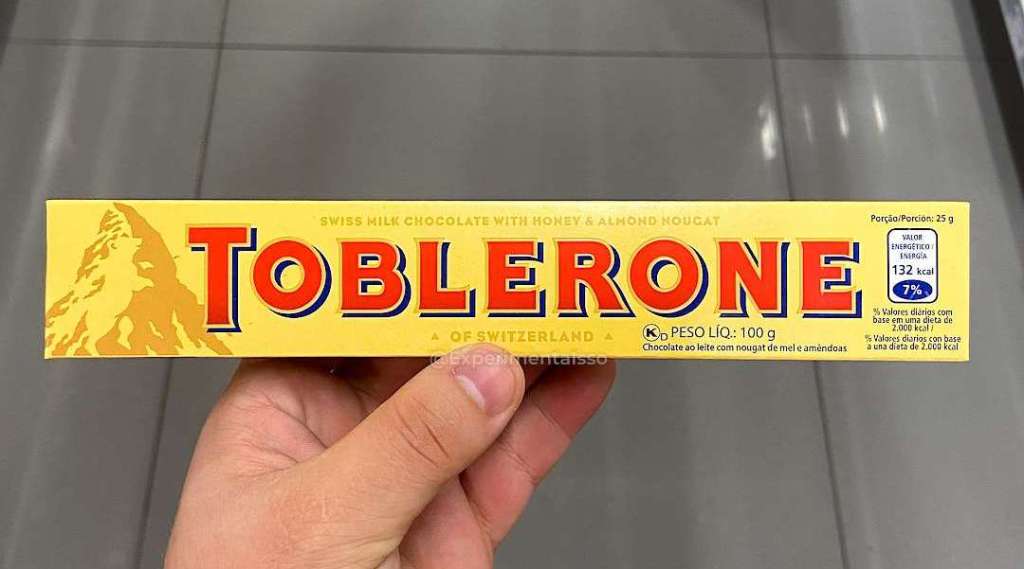 SWISS MILK CHOCOLATE WITH HONEY & ALMOND NOUGAT
TOBLERONE
OF SWITZERLAND
K D PESO LÍQ.: 100 g
Chocolate ao leite com nougat de mel e amêndoas
Porção/Porción: 25 g
VALOR
ENERGÉTICO /
ENERGÍA
132 kcal
7%
% Valores diários com
base em uma dieta de
2.000 kcal /
% Valores diarios con base
a una dieta de 2.000 kcal
@Experimentaisso